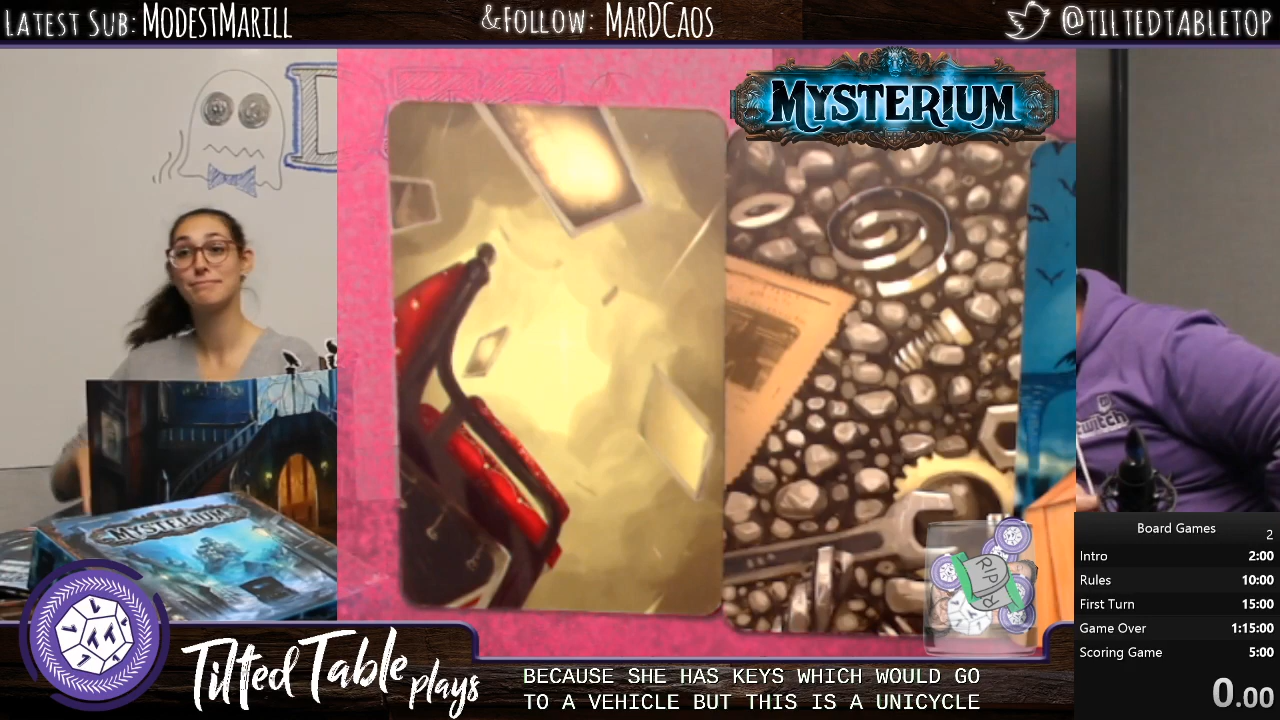 LATEST SUB: MODESTMARILL
&FOLLOW: MARDCAOS
@TILTEDTABLETOP
MYSTERIUM
twitch
MYSTERIUM
RIP
Board Games
2
Intro 2:00
Rules 10:00
First Turn 15:00
Game Over 1:15:00
Scoring Game 5:00
0.00
Tilted Table plays
BECAUSE SHE HAS KEYS WHICH WOULD GO
TO A VEHICLE BUT THIS IS A UNICYCLE